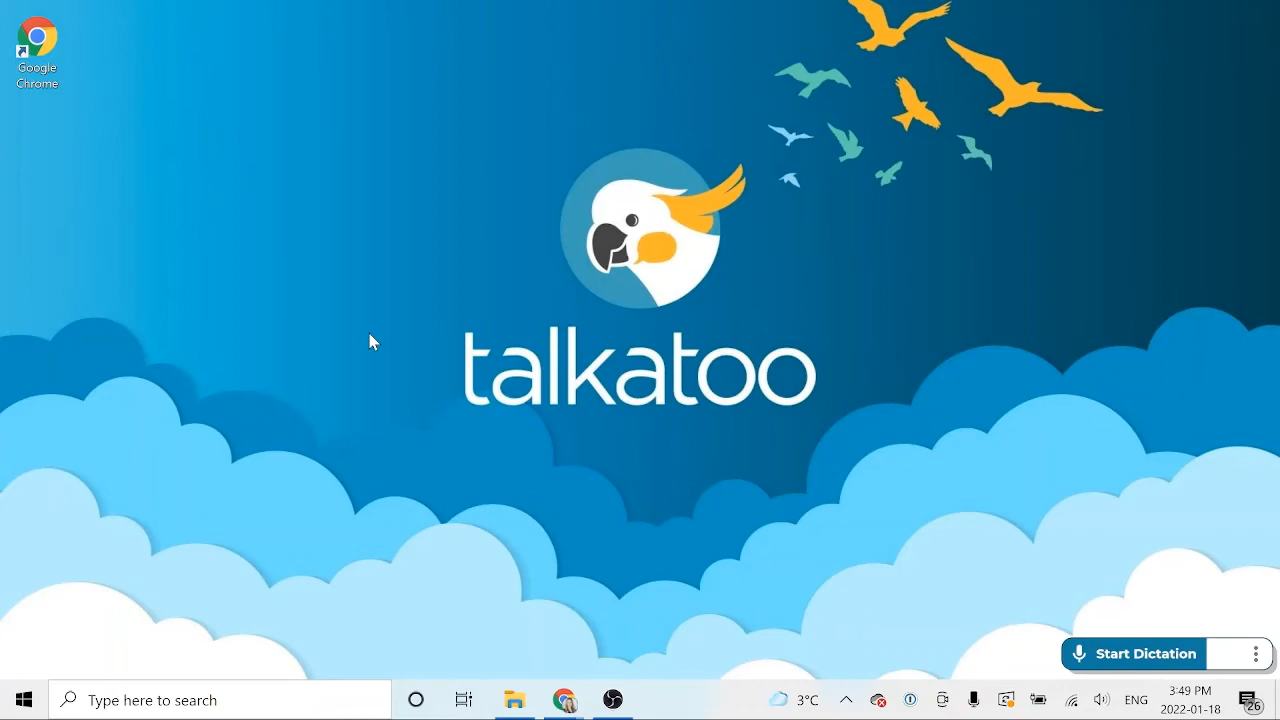 Google
Chrome
talkatoo
Start Dictation
Type here to search
3°C
ENG
3:49 PM
2022-01-18
26